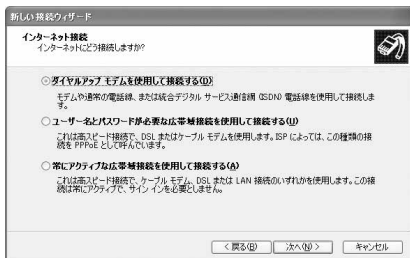 新しい接続ウィザード
インターネット接続
インターネットにどう接続しますか?
ダイヤルアップ モデムを使用して接続する(D)
モデムや通常の電話線、または統合デジタル サービス通信網 (ISDN) 電話線を使用して接続しま
す。
ユーザー名とパスワードが必要な広帯域接続を使用して接続する(U)
これは高スピード接続で、DSL またはケーブル モデムを使用します。ISP によっては、この種類の接
続を PPPoE として呼んでいます。
常にアクティブな広帯域接続を使用して接続する(A)
これは高スピード接続で、ケーブル モデム、DSL または LAN 接続のいずれかを使用します。この接
続は常にアクティブで、サイン インを必要としません。
< 戻る(B)
次へ(N) >
キャンセル